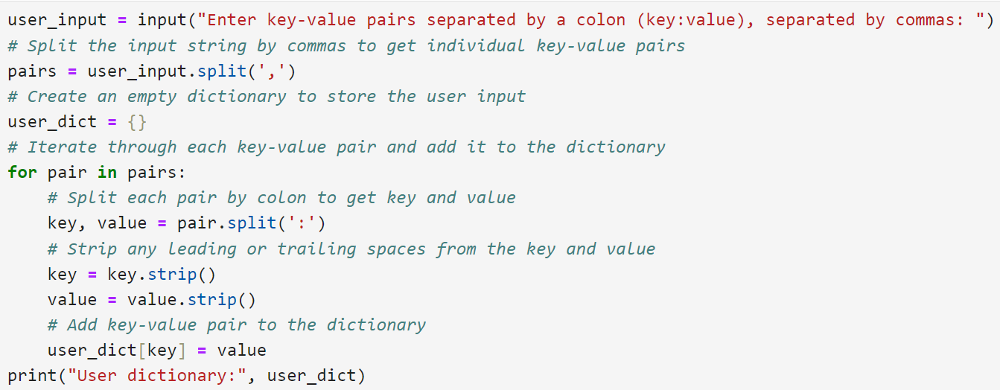 user_input = input("Enter key-value pairs separated by a colon (key:value), separated by commas: ")
# Split the input string by commas to get individual key-value pairs
pairs = user_input.split(',')
# Create an empty dictionary to store the user input
user_dict = {}
# Iterate through each key-value pair and add it to the dictionary
for pair in pairs:
    # Split each pair by colon to get key and value
    key, value = pair.split(':')
    # Strip any leading or trailing spaces from the key and value
    key = key.strip()
    value = value.strip()
    # Add key-value pair to the dictionary
    user_dict[key] = value
print("User dictionary:", user_dict)